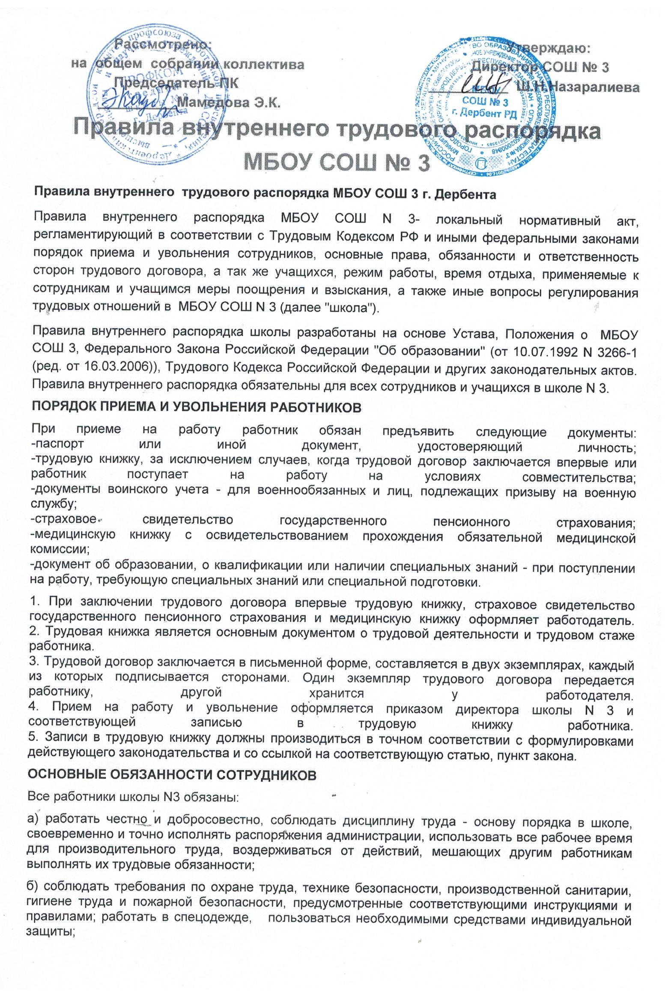 Рассмотрено:
на общем собрании коллектива
Председатель ПК
Мамедова Э.К.
Утверждаю:
Директор СОШ № 3
Ш.Н.Назаралиева
ПРОФКОМ
г. Дербента
МБОУ
СОШ № 3
г. Дербент РД
Правила внутреннего трудового распорядка
МБОУ СОШ № 3
Правила внутреннего трудового распорядка МБОУ СОШ 3 г. Дербента
Правила внутреннего распорядка МБОУ СОШ N 3- локальный нормативный акт,
регламентирующий в соответствии с Трудовым Кодексом РФ и иными федеральными законами
порядок приема и увольнения сотрудников, основные права, обязанности и ответственность
сторон трудового договора, а так же учащихся, режим работы, время отдыха, применяемые к
сотрудникам и учащимся меры поощрения и взыскания, а также иные вопросы регулирования
трудовых отношений в МБОУ СОШ N 3 (далее "школа").
Правила внутреннего распорядка школы разработаны на основе Устава, Положения о МБОУ
СОШ 3, Федерального Закона Российской Федерации "Об образовании" (от 10.07.1992 N 3266-1
(ред. от 16.03.2006)), Трудового Кодекса Российской Федерации и других законодательных актов.
Правила внутреннего распорядка обязательны для всех сотрудников и учащихся в школе N 3.
ПОРЯДОК ПРИЕМА И УВОЛЬНЕНИЯ РАБОТНИКОВ
При приеме на работу работник обязан предъявить следующие документы:
-паспорт или иной документ, удостоверяющий личность;
-трудовую книжку, за исключением случаев, когда трудовой договор заключается впервые или
работник поступает на работу на условиях совместительства;
-документы воинского учета - для военнообязанных и лиц, подлежащих призыву на военную
службу;
-страховое свидетельство государственного пенсионного страхования;
-медицинскую книжку с освидетельствованием прохождения обязательной медицинской
комиссии;
-документ об образовании, о квалификации или наличии специальных знаний - при поступлении
на работу, требующую специальных знаний или специальной подготовки.
1. При заключении трудового договора впервые трудовую книжку, страховое свидетельство
государственного пенсионного страхования и медицинскую книжку оформляет работодатель.
2. Трудовая книжка является основным документом о трудовой деятельности и трудовом стаже
работника.
3. Трудовой договор заключается в письменной форме, составляется в двух экземплярах, каждый
из которых подписывается сторонами. Один экземпляр трудового договора передается
работнику, другой хранится у работодателя.
4. Прием на работу и увольнение оформляется приказом директора школы N 3 и
соответствующей записью в трудовую книжку работника.
5. Записи в трудовую книжку должны производиться в точном соответствии с формулировками
действующего законодательства и со ссылкой на соответствующую статью, пункт закона.
ОСНОВНЫЕ ОБЯЗАННОСТИ СОТРУДНИКОВ
Все работники школы N3 обязаны:
а) работать честно и добросовестно, соблюдать дисциплину труда - основу порядка в школе,
своевременно и точно исполнять распоряжения администрации, использовать все рабочее время
для производительного труда, воздерживаться от действий, мешающих другим работникам
выполнять их трудовые обязанности;
б) соблюдать требования по охране труда, технике безопасности, производственной санитарии,
гигиене труда и пожарной безопасности, предусмотренные соответствующими инструкциями и
правилами; работать в спецодежде, пользоваться необходимыми средствами индивидуальной
защиты;